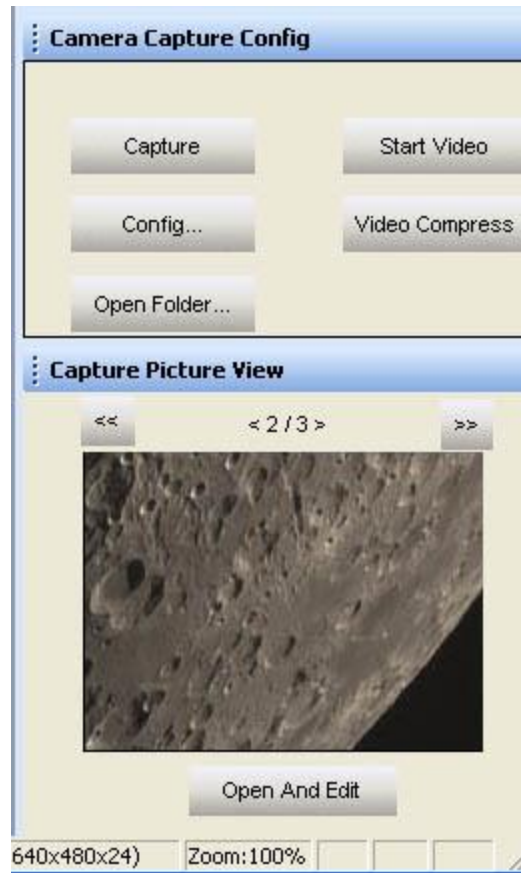 Camera Capture Config
Capture
Start Video
Config...
Video Compress
Open Folder...
Capture Picture View
<<
< 2 / 3 >
>>
Open And Edit
640x480x24)
Zoom:100%